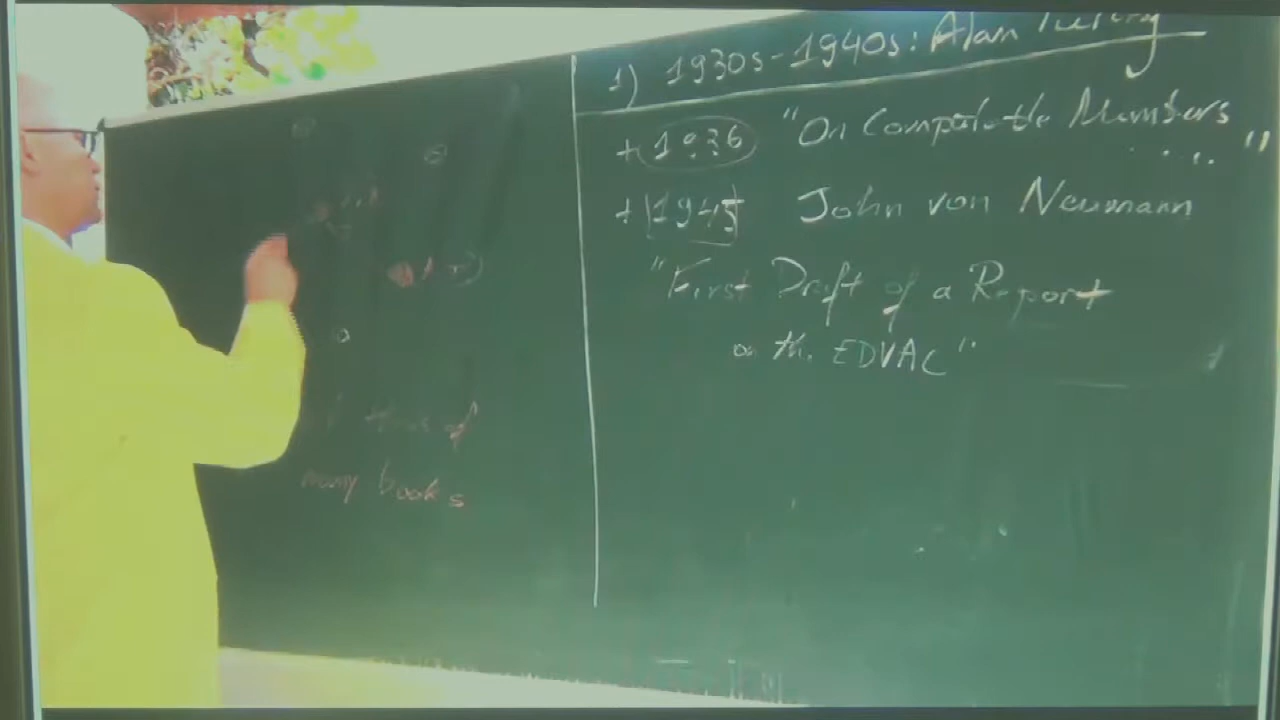 many books
1) 1930s-1940s: Alan Turing
+ 1936 "On Computable Numbers ..."
+ 1945 John von Neumann
"First Draft of a Report
on the EDVAC"